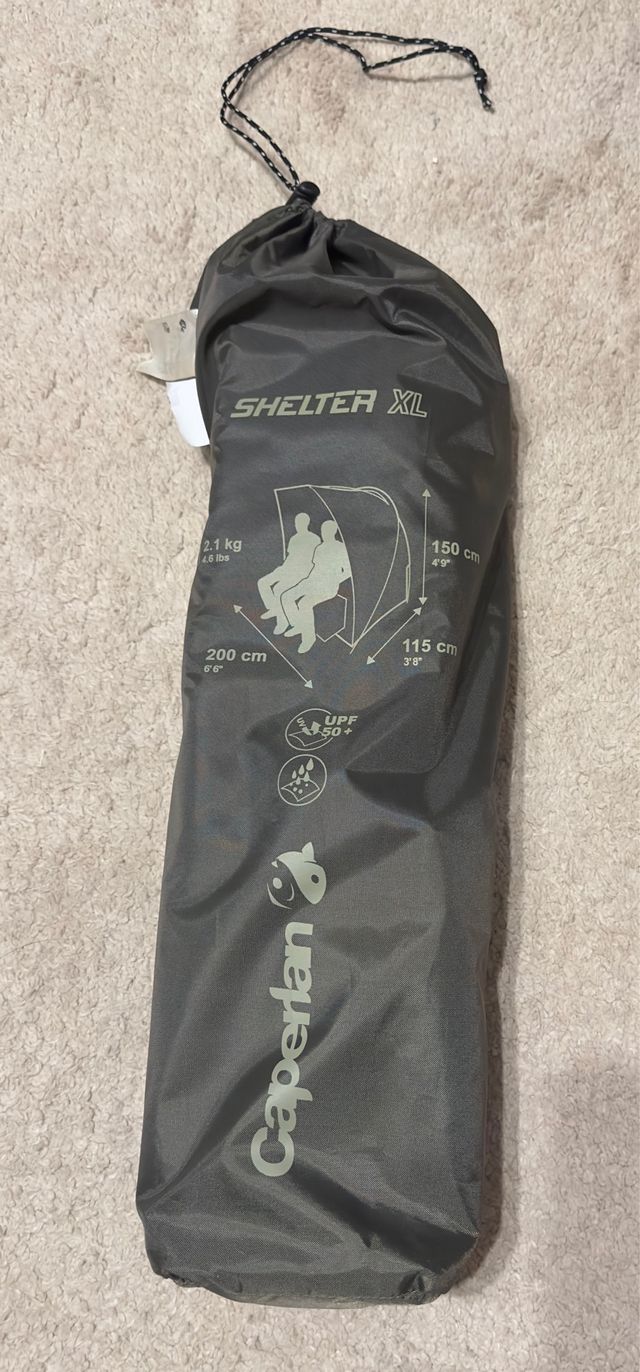 SHELTER XL
2.1 kg
4.6 lbs
150 cm
4'9"
200 cm
6'6"
115 cm
3'8"
UV
UPF
50+
Caperlan